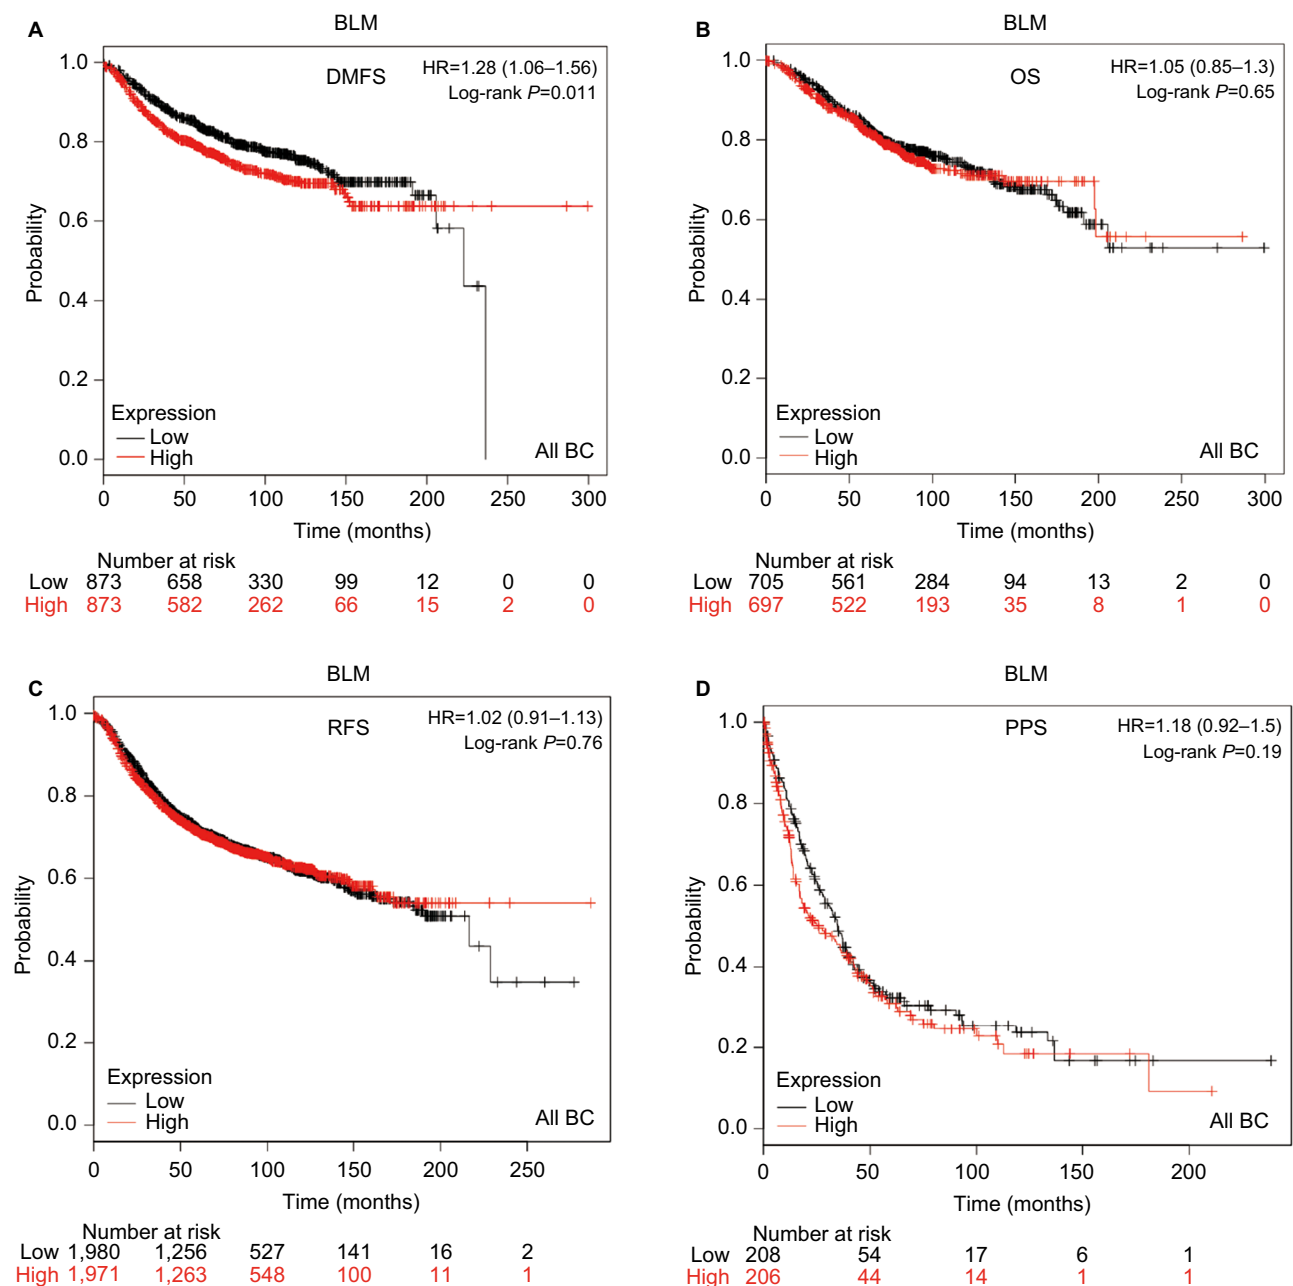 A
BLM
DMFS
HR=1.28 (1.06–1.56)
Log-rank P=0.011
Probability
1.0
0.8
0.6
0.4
0.2
0.0
Expression
Low
High
All BC
0 50 100 150 200 250 300
Time (months)
Number at risk
Low 873 658 330 99 12 0 0
High 873 582 262 66 15 2 0
B
BLM
OS
HR=1.05 (0.85–1.3)
Log-rank P=0.65
Probability
1.0
0.8
0.6
0.4
0.2
0.0
Expression
Low
High
All BC
0 50 100 150 200 250 300
Time (months)
Number at risk
Low 705 561 284 94 13 2 0
High 697 522 193 35 8 1 0
C
BLM
RFS
HR=1.02 (0.91–1.13)
Log-rank P=0.76
Probability
1.0
0.8
0.6
0.4
0.2
0.0
Expression
Low
High
All BC
0 50 100 150 200 250
Time (months)
Number at risk
Low 1,980 1,256 527 141 16 2
High 1,971 1,263 548 100 11 1
D
BLM
PPS
HR=1.18 (0.92–1.5)
Log-rank P=0.19
Probability
1.0
0.8
0.6
0.4
0.2
0.0
Expression
Low
High
All BC
0 50 100 150 200
Time (months)
Number at risk
Low 208 54 17 6 1
High 206 44 14 1 1